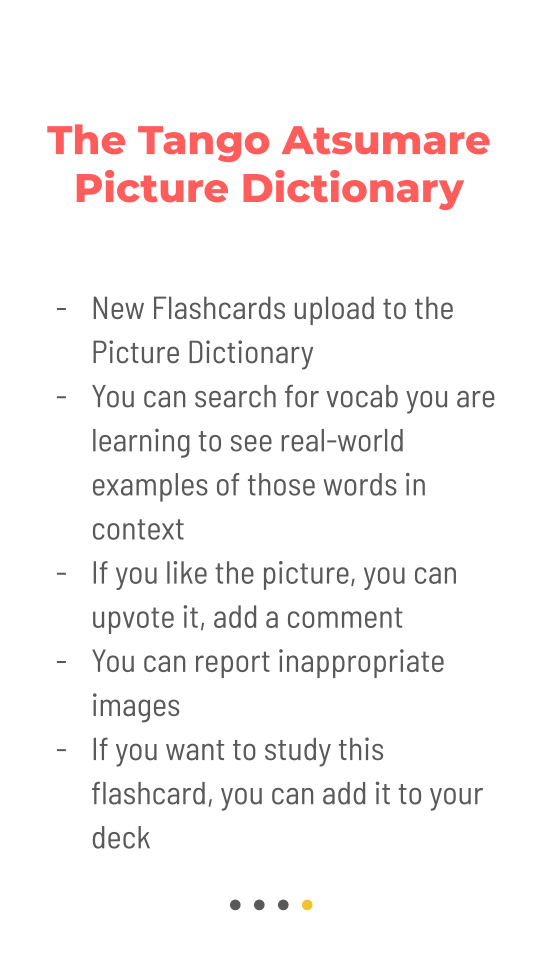 The Tango Atsumare
Picture Dictionary
- New Flashcards upload to the
Picture Dictionary
- You can search for vocab you are
learning to see real-world
examples of those words in
context
- If you like the picture, you can
upvote it, add a comment
- You can report inappropriate
images
- If you want to study this
flashcard, you can add it to your
deck